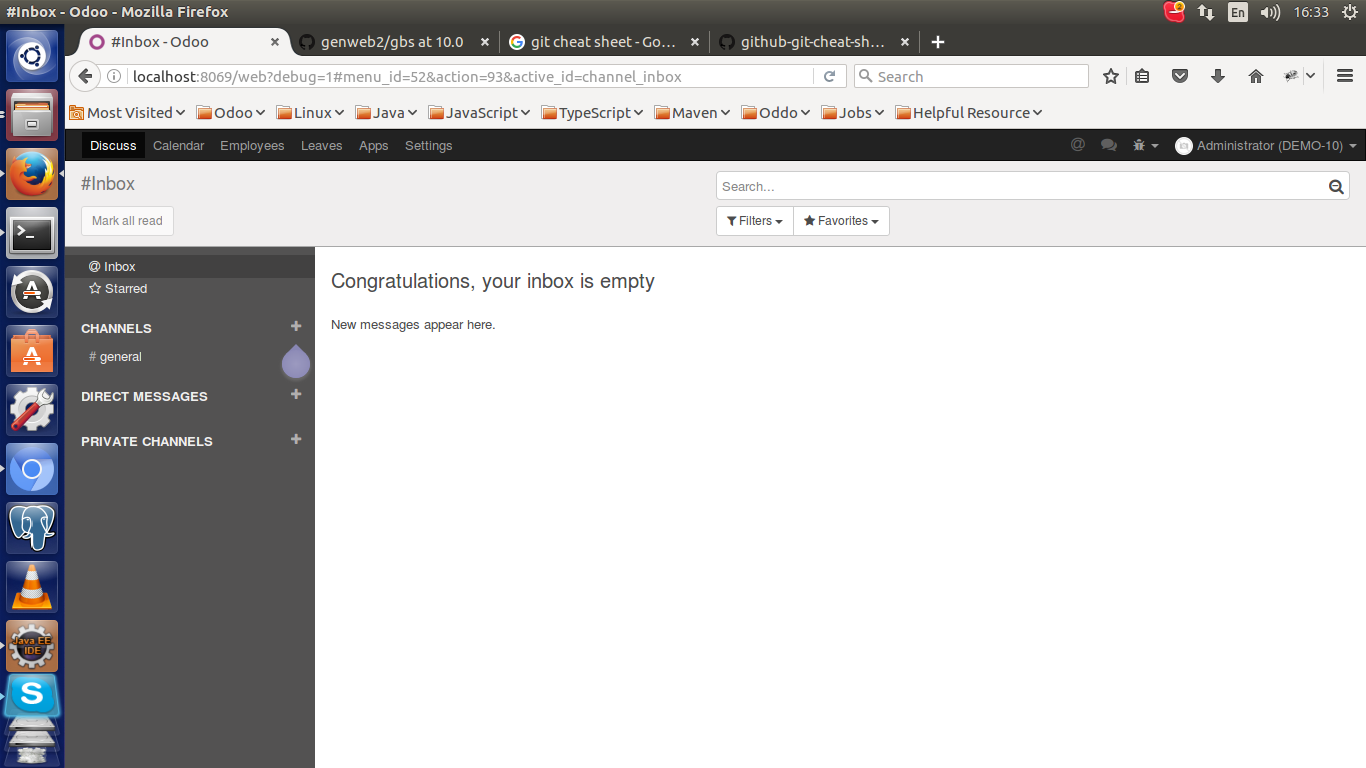 #Inbox - Odoo - Mozilla Firefox
2
En
16:33
#Inbox - Odoo
genweb2/gbs at 10.0
git cheat sheet - Go...
github-git-cheat-sh...
localhost:8069/web?debug=1#menu_id=52&action=93&active_id=channel_inbox
Search
Most Visited
Odoo
Linux
Java
JavaScript
TypeScript
Maven
Oddo
Jobs
Helpful Resource
Discuss
Calendar
Employees
Leaves
Apps
Settings
@
Administrator (DEMO-10)
#Inbox
Search...
Mark all read
Filters
Favorites
@ Inbox
Starred
CHANNELS
# general
DIRECT MESSAGES
PRIVATE CHANNELS
Congratulations, your inbox is empty
New messages appear here.
Java EE
IDE
S